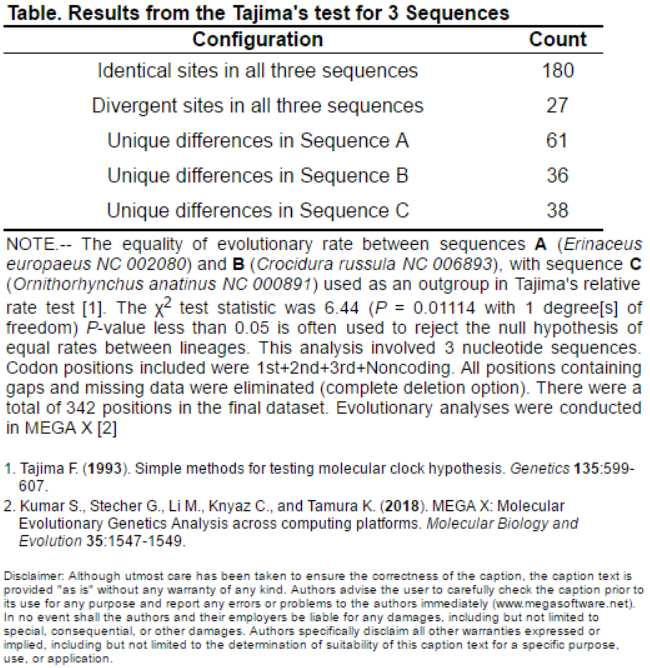 Table. Results from the Tajima's test for 3 Sequences
Configuration Count
Identical sites in all three sequences 180
Divergent sites in all three sequences 27
Unique differences in Sequence A 61
Unique differences in Sequence B 36
Unique differences in Sequence C 38
NOTE.-- The equality of evolutionary rate between sequences A (Erinaceus
europaeus NC 002080) and B (Crocidura russula NC 006893), with sequence C
(Ornithorhynchus anatinus NC 000891) used as an outgroup in Tajima's relative
rate test [1]. The χ² test statistic was 6.44 (P = 0.01114 with 1 degree[s] of
freedom) P-value less than 0.05 is often used to reject the null hypothesis of
equal rates between lineages. This analysis involved 3 nucleotide sequences.
Codon positions included were 1st+2nd+3rd+Noncoding. All positions containing
gaps and missing data were eliminated (complete deletion option). There were a
total of 342 positions in the final dataset. Evolutionary analyses were conducted
in MEGA X [2]
1. Tajima F. (1993). Simple methods for testing molecular clock hypothesis. Genetics 135:599-
607.
2. Kumar S., Stecher G., Li M., Knyaz C., and Tamura K. (2018). MEGA X: Molecular
Evolutionary Genetics Analysis across computing platforms. Molecular Biology and
Evolution 35:1547-1549.
Disclaimer: Although utmost care has been taken to ensure the correctness of the caption, the caption text is
provided "as is" without any warranty of any kind. Authors advise the user to carefully check the caption prior to
its use for any purpose and report any errors or problems to the authors immediately (www.megasoftware.net).
In no event shall the authors and their employers be liable for any damages, including but not limited to
special, consequential, or other damages. Authors specifically disclaim all other warranties expressed or
implied, including but not limited to the determination of suitability of this caption text for a specific purpose,
use, or application.